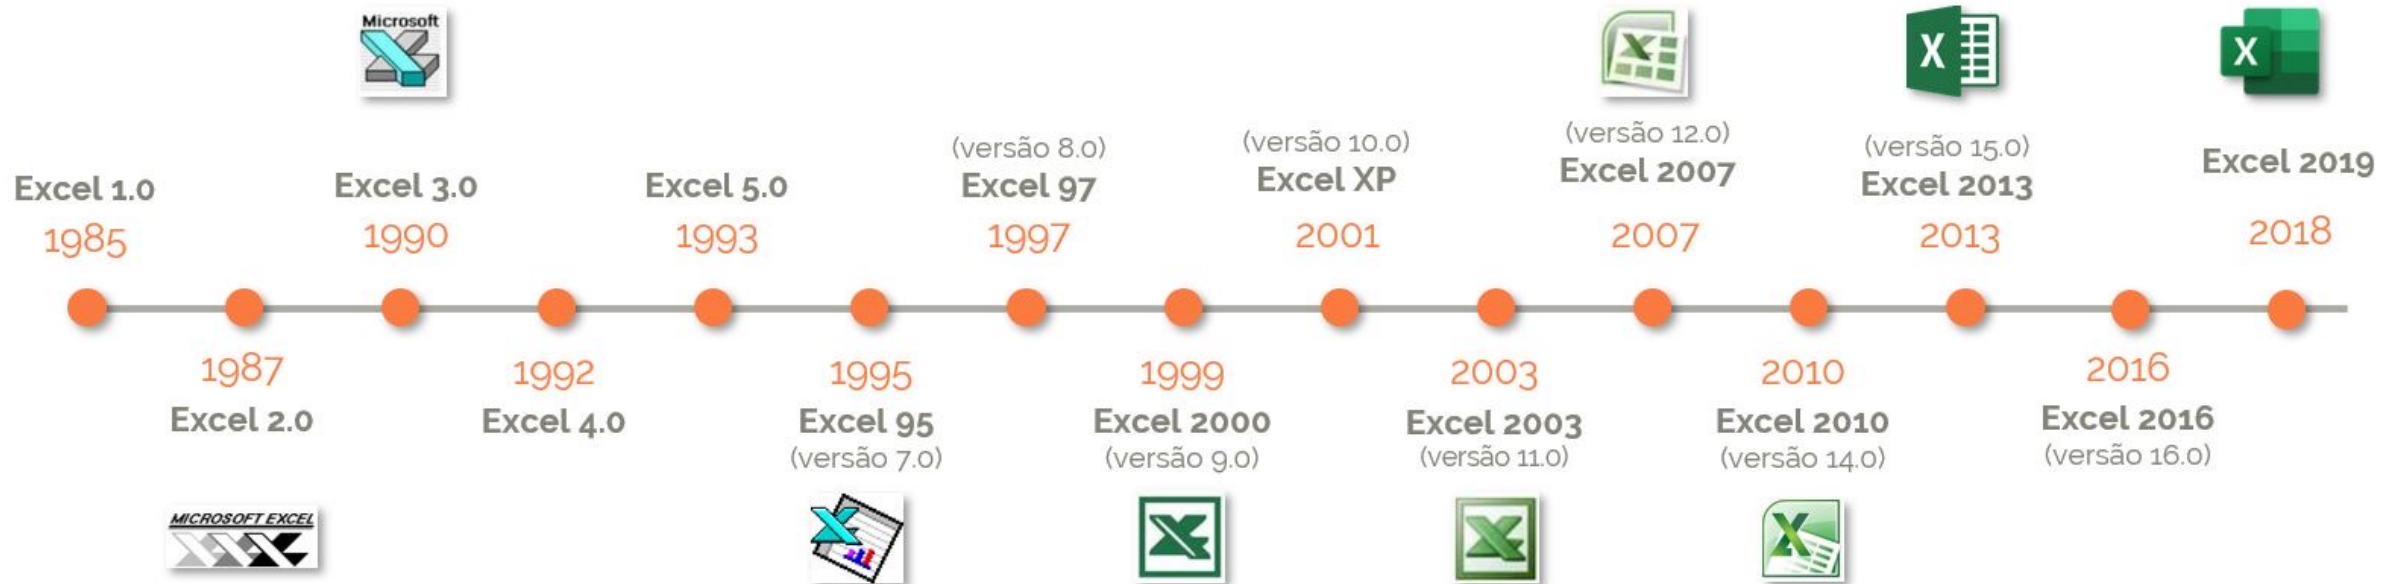 Microsoft
Excel 1.0
1985
1987
Excel 2.0
MICROSOFT EXCEL
Excel 3.0
1990
1992
Excel 4.0
Excel 5.0
1993
1995
Excel 95
(versão 7.0)
(versão 8.0)
Excel 97
1997
1999
Excel 2000
(versão 9.0)
(versão 10.0)
Excel XP
2001
2003
Excel 2003
(versão 11.0)
(versão 12.0)
Excel 2007
2007
2010
Excel 2010
(versão 14.0)
(versão 15.0)
Excel 2013
2013
2016
Excel 2016
(versão 16.0)
Excel 2019
2018